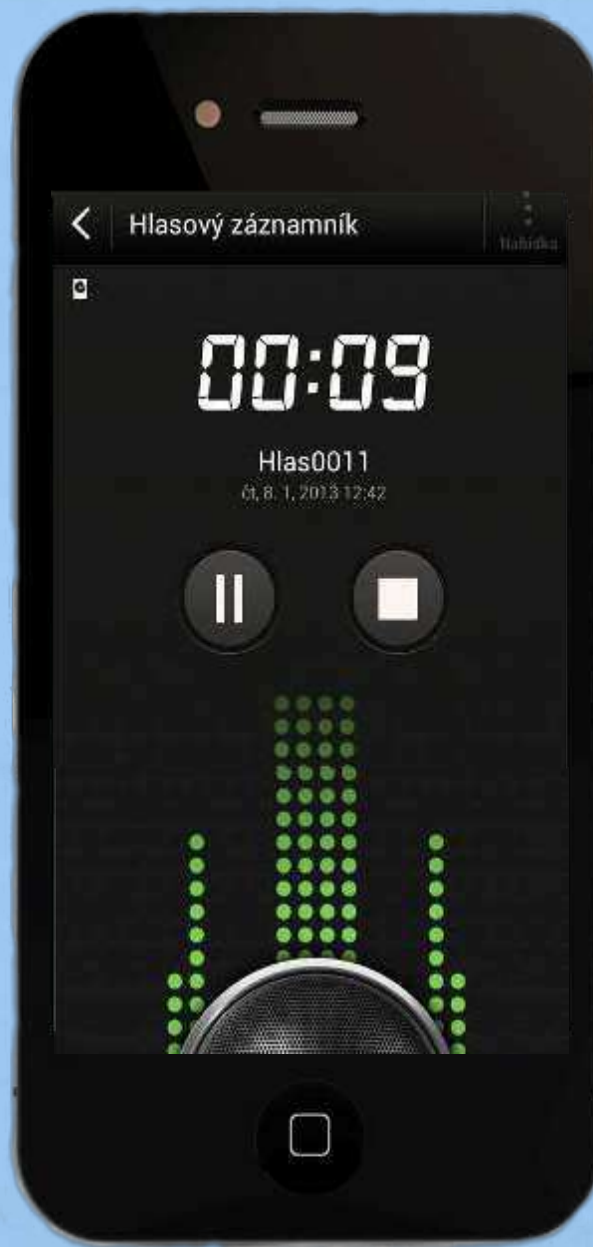 Hlasový záznamník
Nabídka
00:09
Hlas0011
čt, 8. 1, 2013 12:42